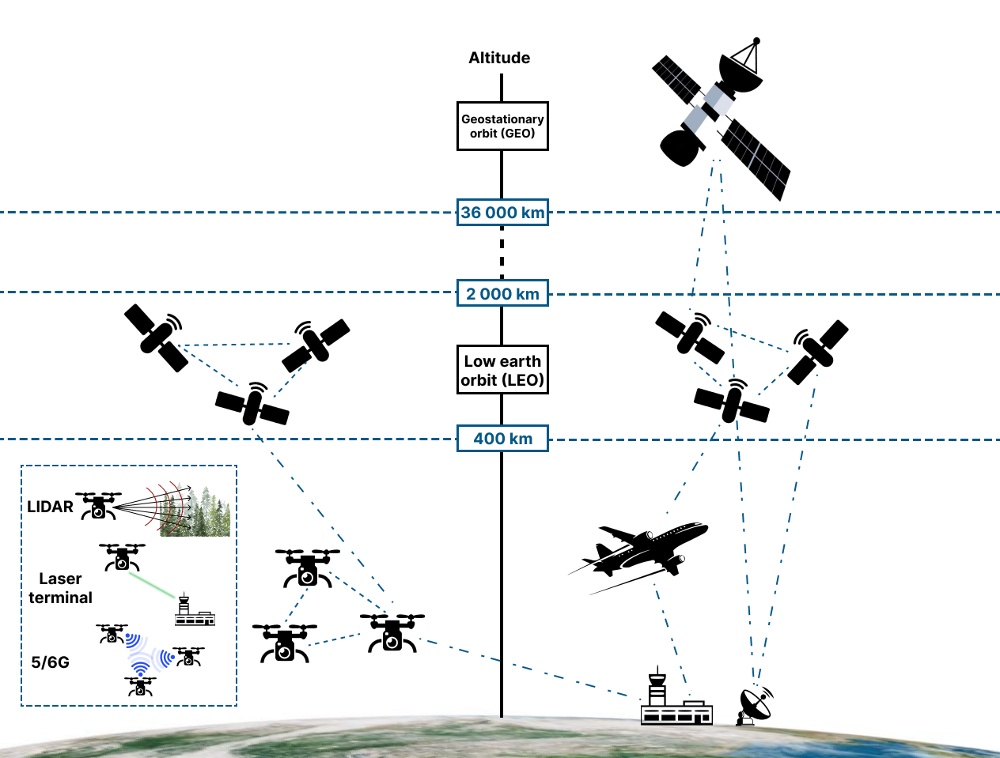 Altitude
Geostationary
orbit (GEO)
36 000 km
2 000 km
Low earth
orbit (LEO)
400 km
LIDAR
Laser
terminal
5/6G